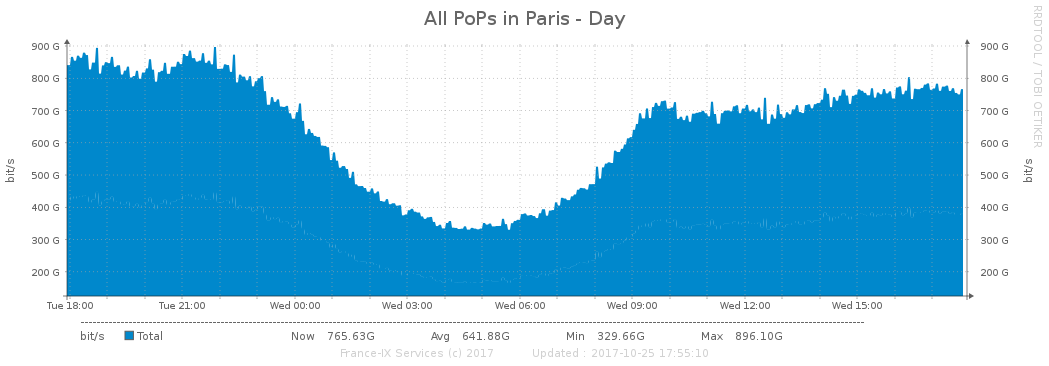 All PoPs in Paris - Day
RRDTOOL / TOBI OETIKER
bit/s
900 G 900 G
800 G 800 G
700 G 700 G
600 G 600 G
500 G 500 G
400 G 400 G
300 G 300 G
200 G 200 G
bit/s
Tue 18:00 Tue 21:00 Wed 00:00 Wed 03:00 Wed 06:00 Wed 09:00 Wed 12:00 Wed 15:00
bit/s Total Now 765.63G Avg 641.88G Min 329.66G Max 896.10G
France-IX Services (c) 2017 Updated : 2017-10-25 17:55:10